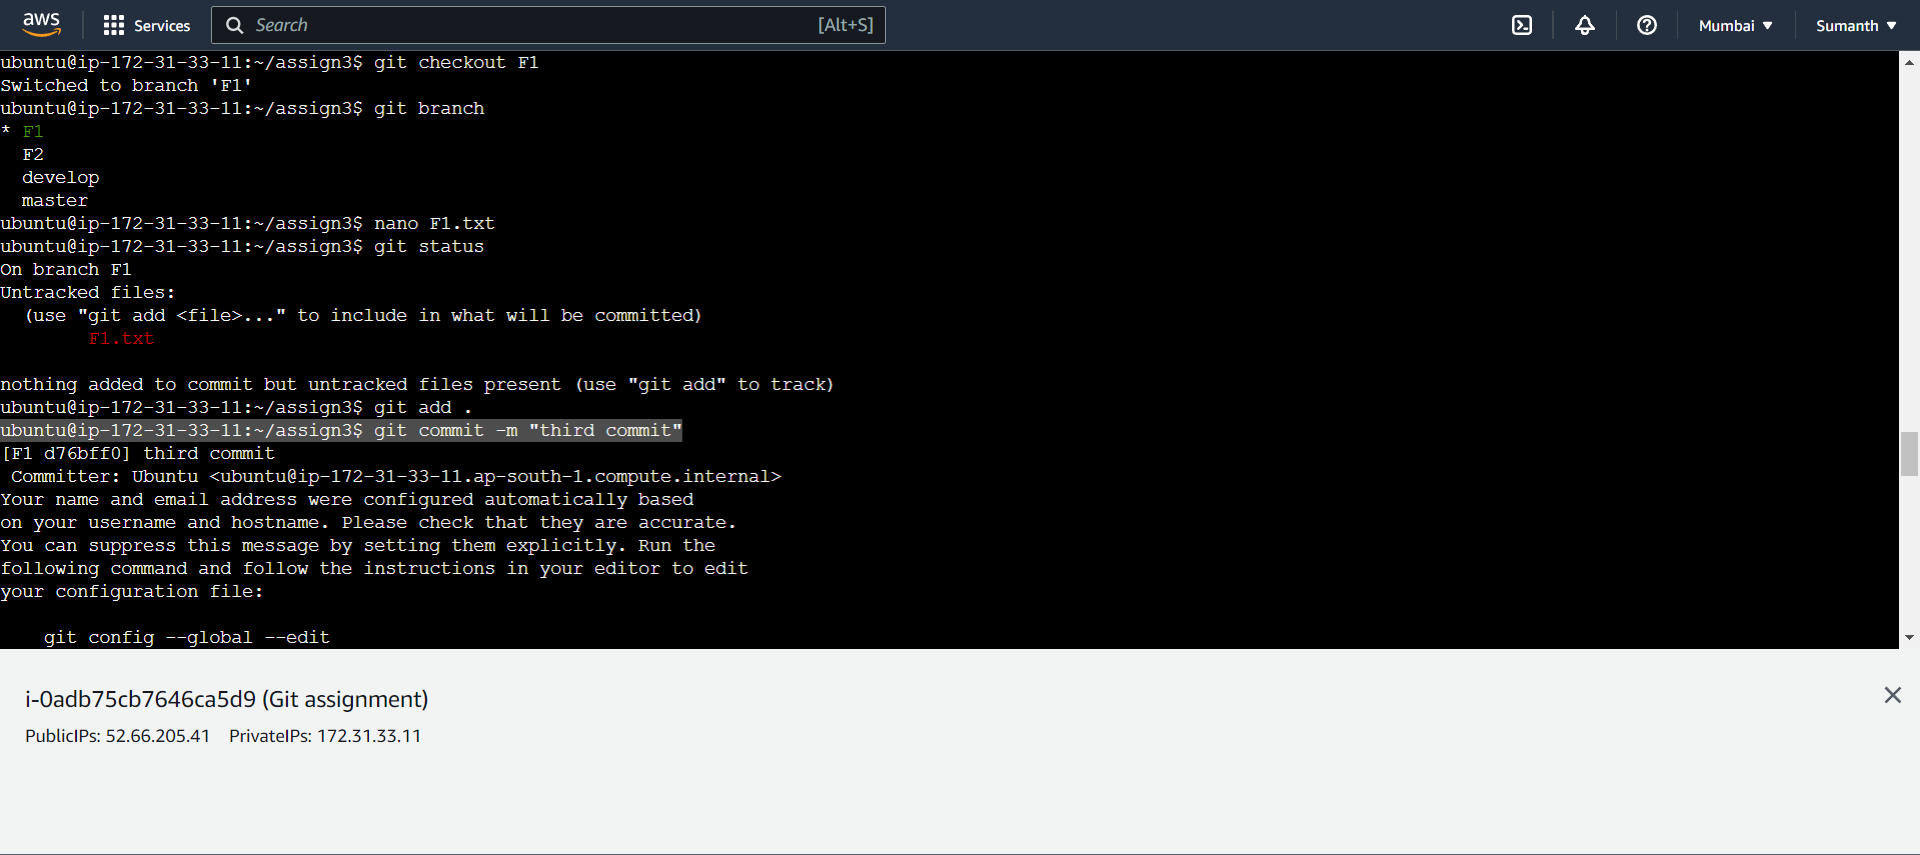 aws Services Search [Alt+S] Mumbai ▼ Sumanth ▼
ubuntu@ip-172-31-33-11:~/assign3$ git checkout F1
Switched to branch 'F1'
ubuntu@ip-172-31-33-11:~/assign3$ git branch
* F1
  F2
  develop
  master
ubuntu@ip-172-31-33-11:~/assign3$ nano F1.txt
ubuntu@ip-172-31-33-11:~/assign3$ git status
On branch F1
Untracked files:
  (use "git add <file>..." to include in what will be committed)
        F1.txt
nothing added to commit but untracked files present (use "git add" to track)
ubuntu@ip-172-31-33-11:~/assign3$ git add .
ubuntu@ip-172-31-33-11:~/assign3$ git commit -m "third commit"
[F1 d76bff0] third commit
 Committer: Ubuntu <ubuntu@ip-172-31-33-11.ap-south-1.compute.internal>
Your name and email address were configured automatically based
on your username and hostname. Please check that they are accurate.
You can suppress this message by setting them explicitly. Run the
following command and follow the instructions in your editor to edit
your configuration file:
    git config --global --edit
i-0adb75cb7646ca5d9 (Git assignment)
PublicIPs: 52.66.205.41 PrivateIPs: 172.31.33.11